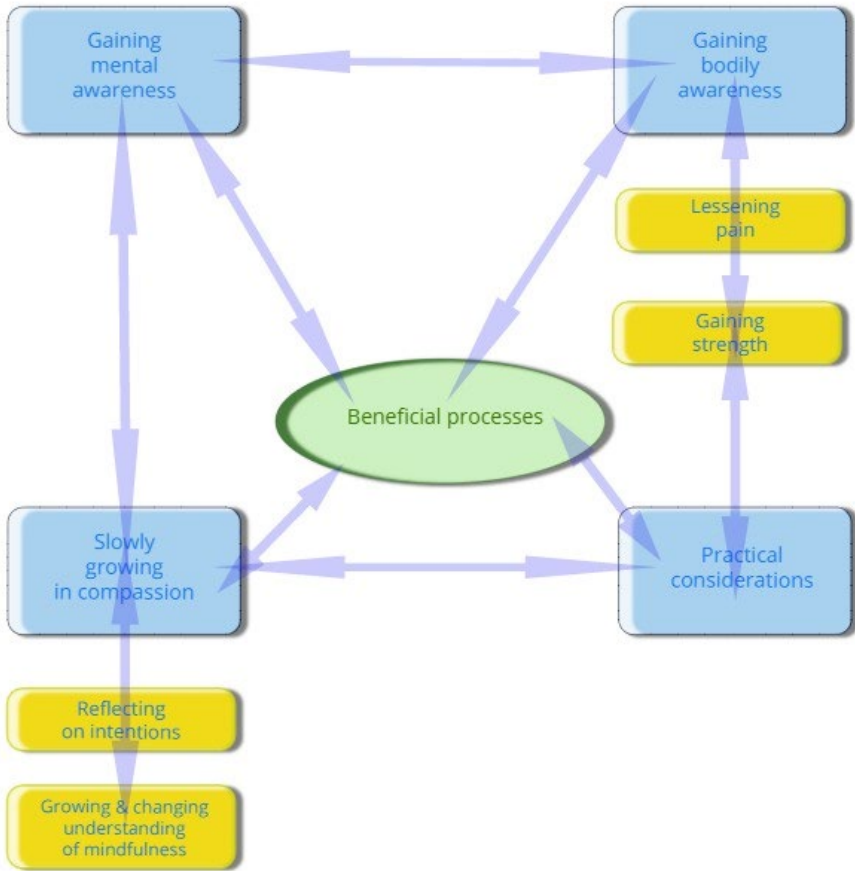 Gaining
mental
awareness
Gaining
bodily
awareness
Lessening
pain
Gaining
strength
Beneficial processes
Slowly
growing
in compassion
Practical
considerations
Reflecting
on intentions
Growing & changing
understanding
of mindfulness